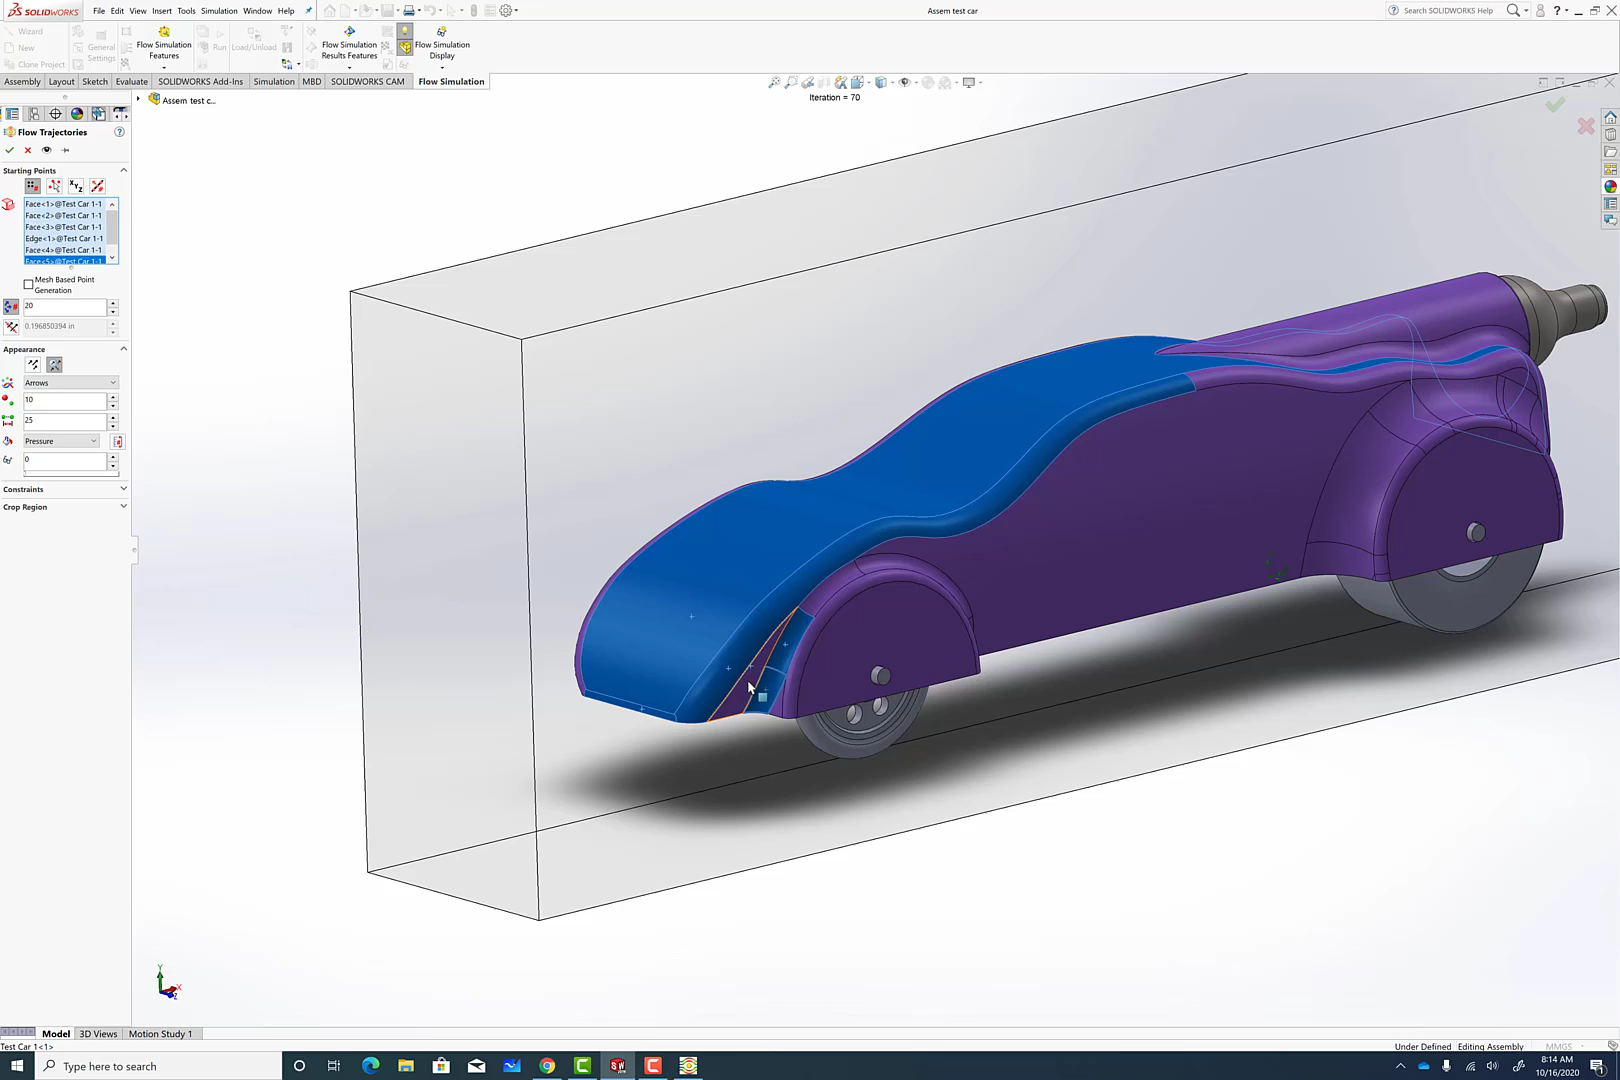 SOLIDWORKS File Edit View Insert Tools Simulation Window Help
Assem test car
Search SOLIDWORKS Help
Wizard
New
Clone Project
General
Settings
Flow Simulation
Features
Run
Load/Unload
Flow Simulation
Results Features
Flow Simulation
Display
Assembly Layout Sketch Evaluate SOLIDWORKS Add-Ins Simulation MBD SOLIDWORKS CAM Flow Simulation
Iteration = 70
Assem test c...
Flow Trajectories
Starting Points
Face<1>@Test Car 1-1
Face<2>@Test Car 1-1
Face<3>@Test Car 1-1
Edge<1>@Test Car 1-1
Face<4>@Test Car 1-1
Face<5>@Test Car 1-1
Mesh Based Point
Generation
20
0.196850394 in
Appearance
Arrows
10
25
Pressure
0
Constraints
Crop Region
Y
X
Z
Model 3D Views Motion Study 1
Test Car 1<1>
Under Defined Editing Assembly MMGS
Type here to search
8:14 AM
10/16/2020